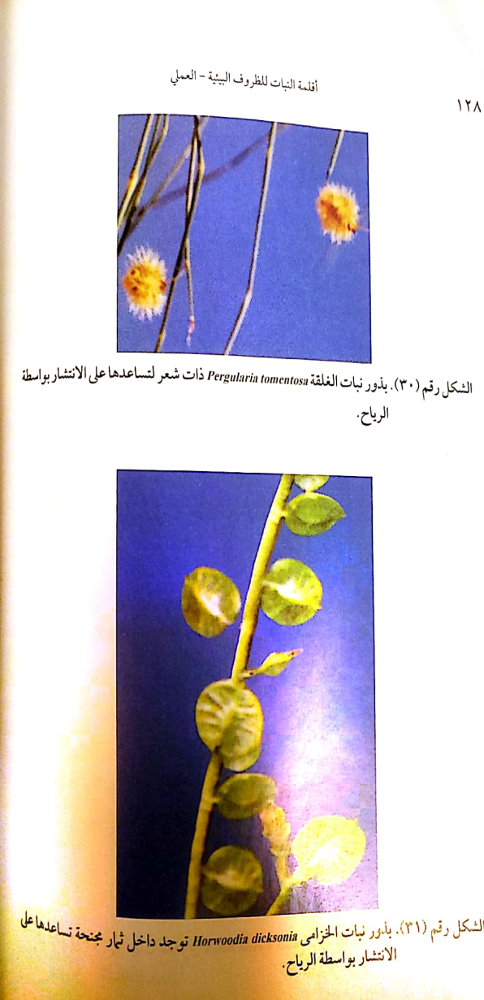 أقلمة النبات للظروف البيئية - العملي
١٢٨
الشكل رقم (٣٠). بذور نبات الغلقة Pergularia tomentosa ذات شعر لتساعدها على الانتشار بواسطة
الرياح.
الشكل رقم (٣١). بذور نبات الخزامى Horwoodia dicksonia توجد داخل ثمار مجنحة تساعدها على
الانتشار بواسطة الرياح.